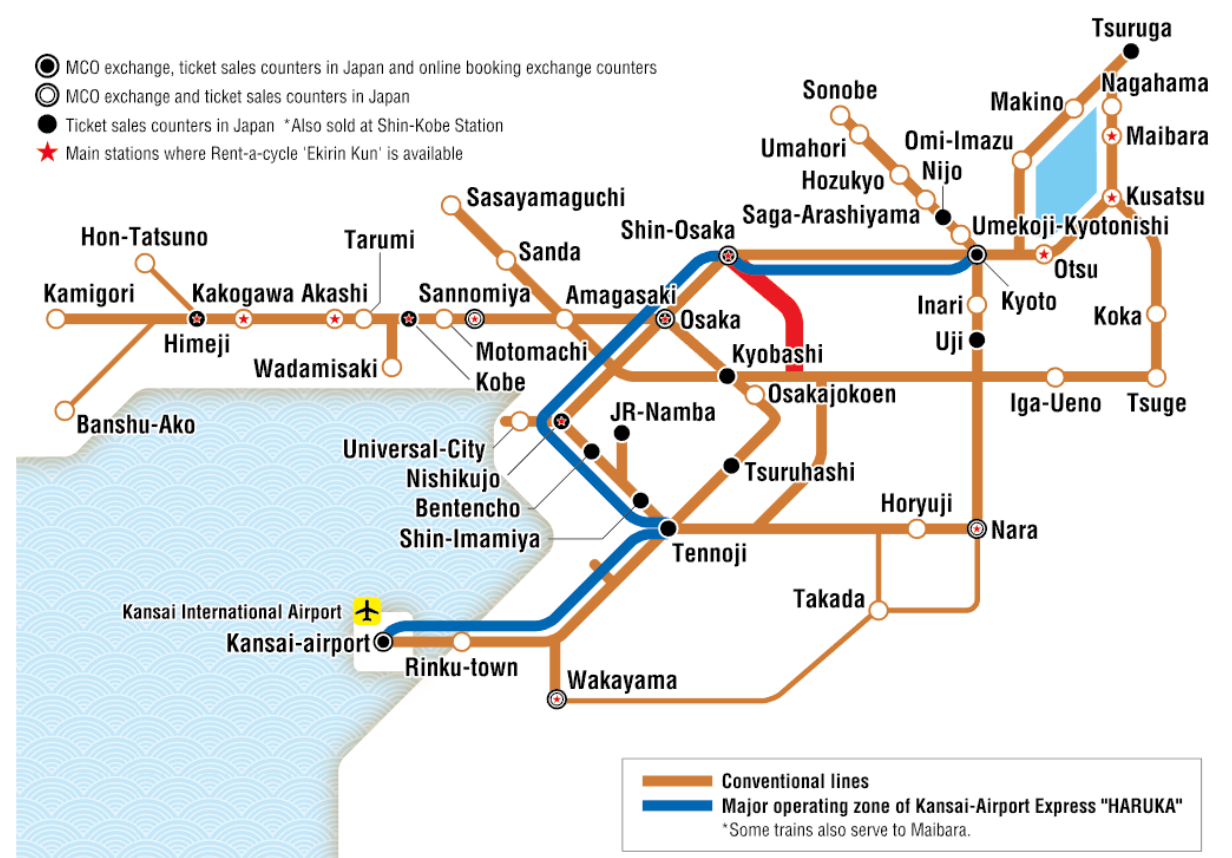 MCO exchange, ticket sales counters in Japan and online booking exchange counters
MCO exchange and ticket sales counters in Japan
Ticket sales counters in Japan *Also sold at Shin-Kobe Station
Main stations where Rent-a-cycle 'Ekirin Kun' is available
Tsuruga
Nagahama
Makino
Sonobe
Maibara
Umahori
Omi-Imazu
Nijo
Hozukyo
Kusatsu
Sasayamaguchi
Saga-Arashiyama
Umekoji-Kyotonishi
Shin-Osaka
Hon-Tatsuno
Tarumi
Sanda
Otsu
Kamigori
Kakogawa
Akashi
Sannomiya
Amagasaki
Kyoto
Inari
Koka
Osaka
Himeji
Uji
Motomachi
Kyobashi
Wadamisaki
Kobe
Osakajokoen
Iga-Ueno
Tsuge
JR-Namba
Banshu-Ako
Universal-City
Nishikujo
Tsuruhashi
Bentencho
Horyuji
Shin-Imamiya
Nara
Tennoji
Takada
Kansai International Airport
Kansai-airport
Rinku-town
Wakayama
Conventional lines
Major operating zone of Kansai-Airport Express "HARUKA"
*Some trains also serve to Maibara.